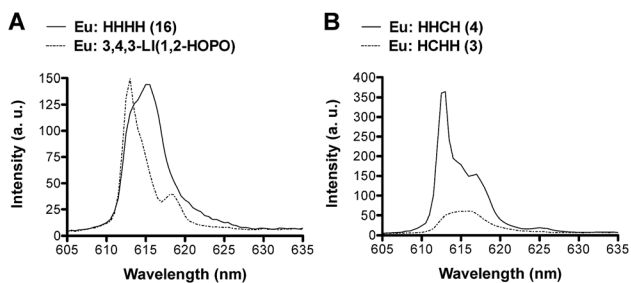 A
Eu: HHHH (16)
Eu: 3,4,3-LI(1,2-HOPO)
Intensity (a. u.)
150
125
100
75
50
25
0
605 610 615 620 625 630 635
Wavelength (nm)
B
Eu: HHCH (4)
Eu: HCHH (3)
Intensity (a. u.)
400
350
300
250
200
150
100
50
0
605 610 615 620 625 630 635
Wavelength (nm)